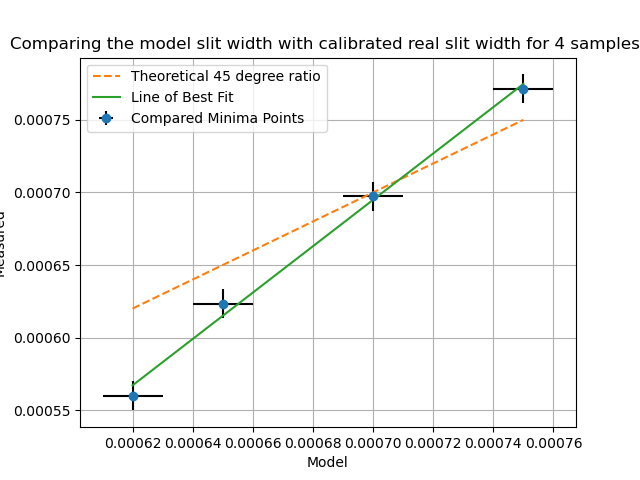 Comparing the model slit width with calibrated real slit width for 4 samples
Theoretical 45 degree ratio
Line of Best Fit
Compared Minima Points
0.00075
0.00070
0.00065
0.00060
0.00055
Measured
0.00062 0.00064 0.00066 0.00068 0.00070 0.00072 0.00074 0.00076
Model